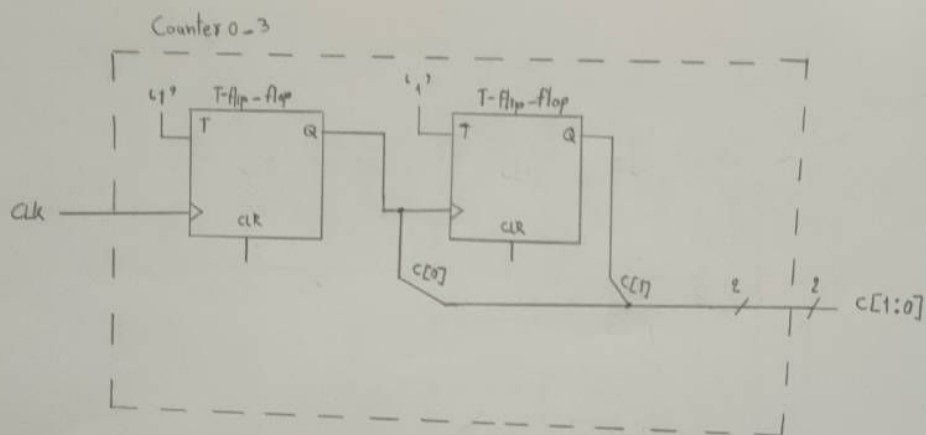 Counter 0-3
'1'
T-flip-flop
T
Q
CLK
CLR
'1'
T-flip-flop
T
Q
CLR
C[0]
C[1]
2
2
C[1:0]